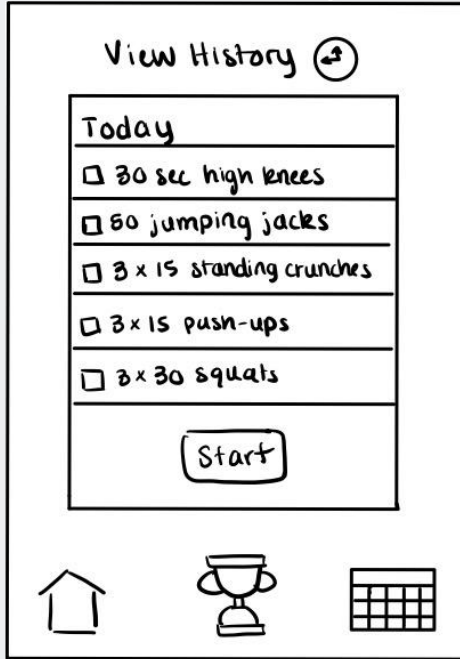 View History
Today
30 sec high knees
50 jumping jacks
3 x 15 standing crunches
3 x 15 push-ups
3 x 30 squats
Start